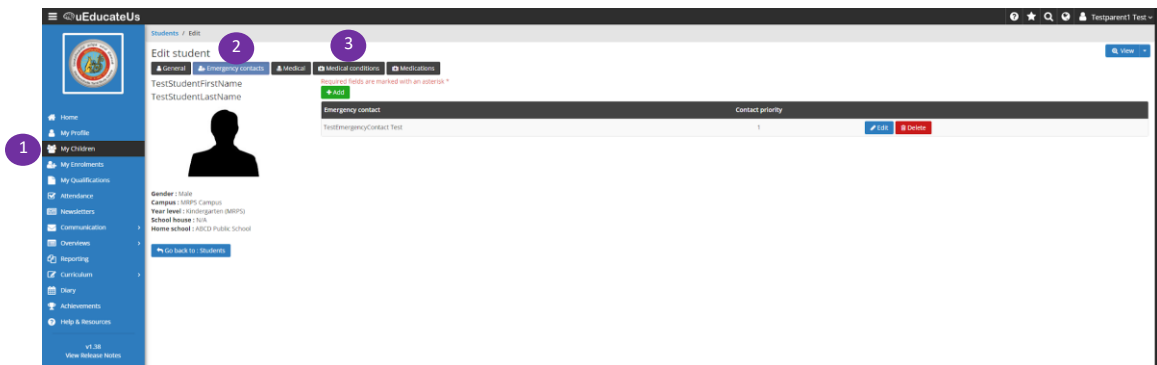 uEducateUs
Testparent1 Test
Students / Edit
Edit student
2
3
View
General
Emergency contacts
Medical
Medical conditions
Medications
TestStudentFirstName
TestStudentLastName
Required fields are marked with an asterisk *
+Add
Emergency contact
Contact priority
TestEmergencyContact Test
1
Edit
Delete
Home
My Profile
1
My Children
My Enrolments
My Qualifications
Attendance
Newsletters
Communication
Overviews
Reporting
Curriculum
Diary
Achievements
Help & Resources
v1.38
View Release Notes
Gender : Male
Campus : MRPS Campus
Year level : Kindergarten (MRPS)
School house : N/A
Home school : ABCD Public School
Go back to : Students